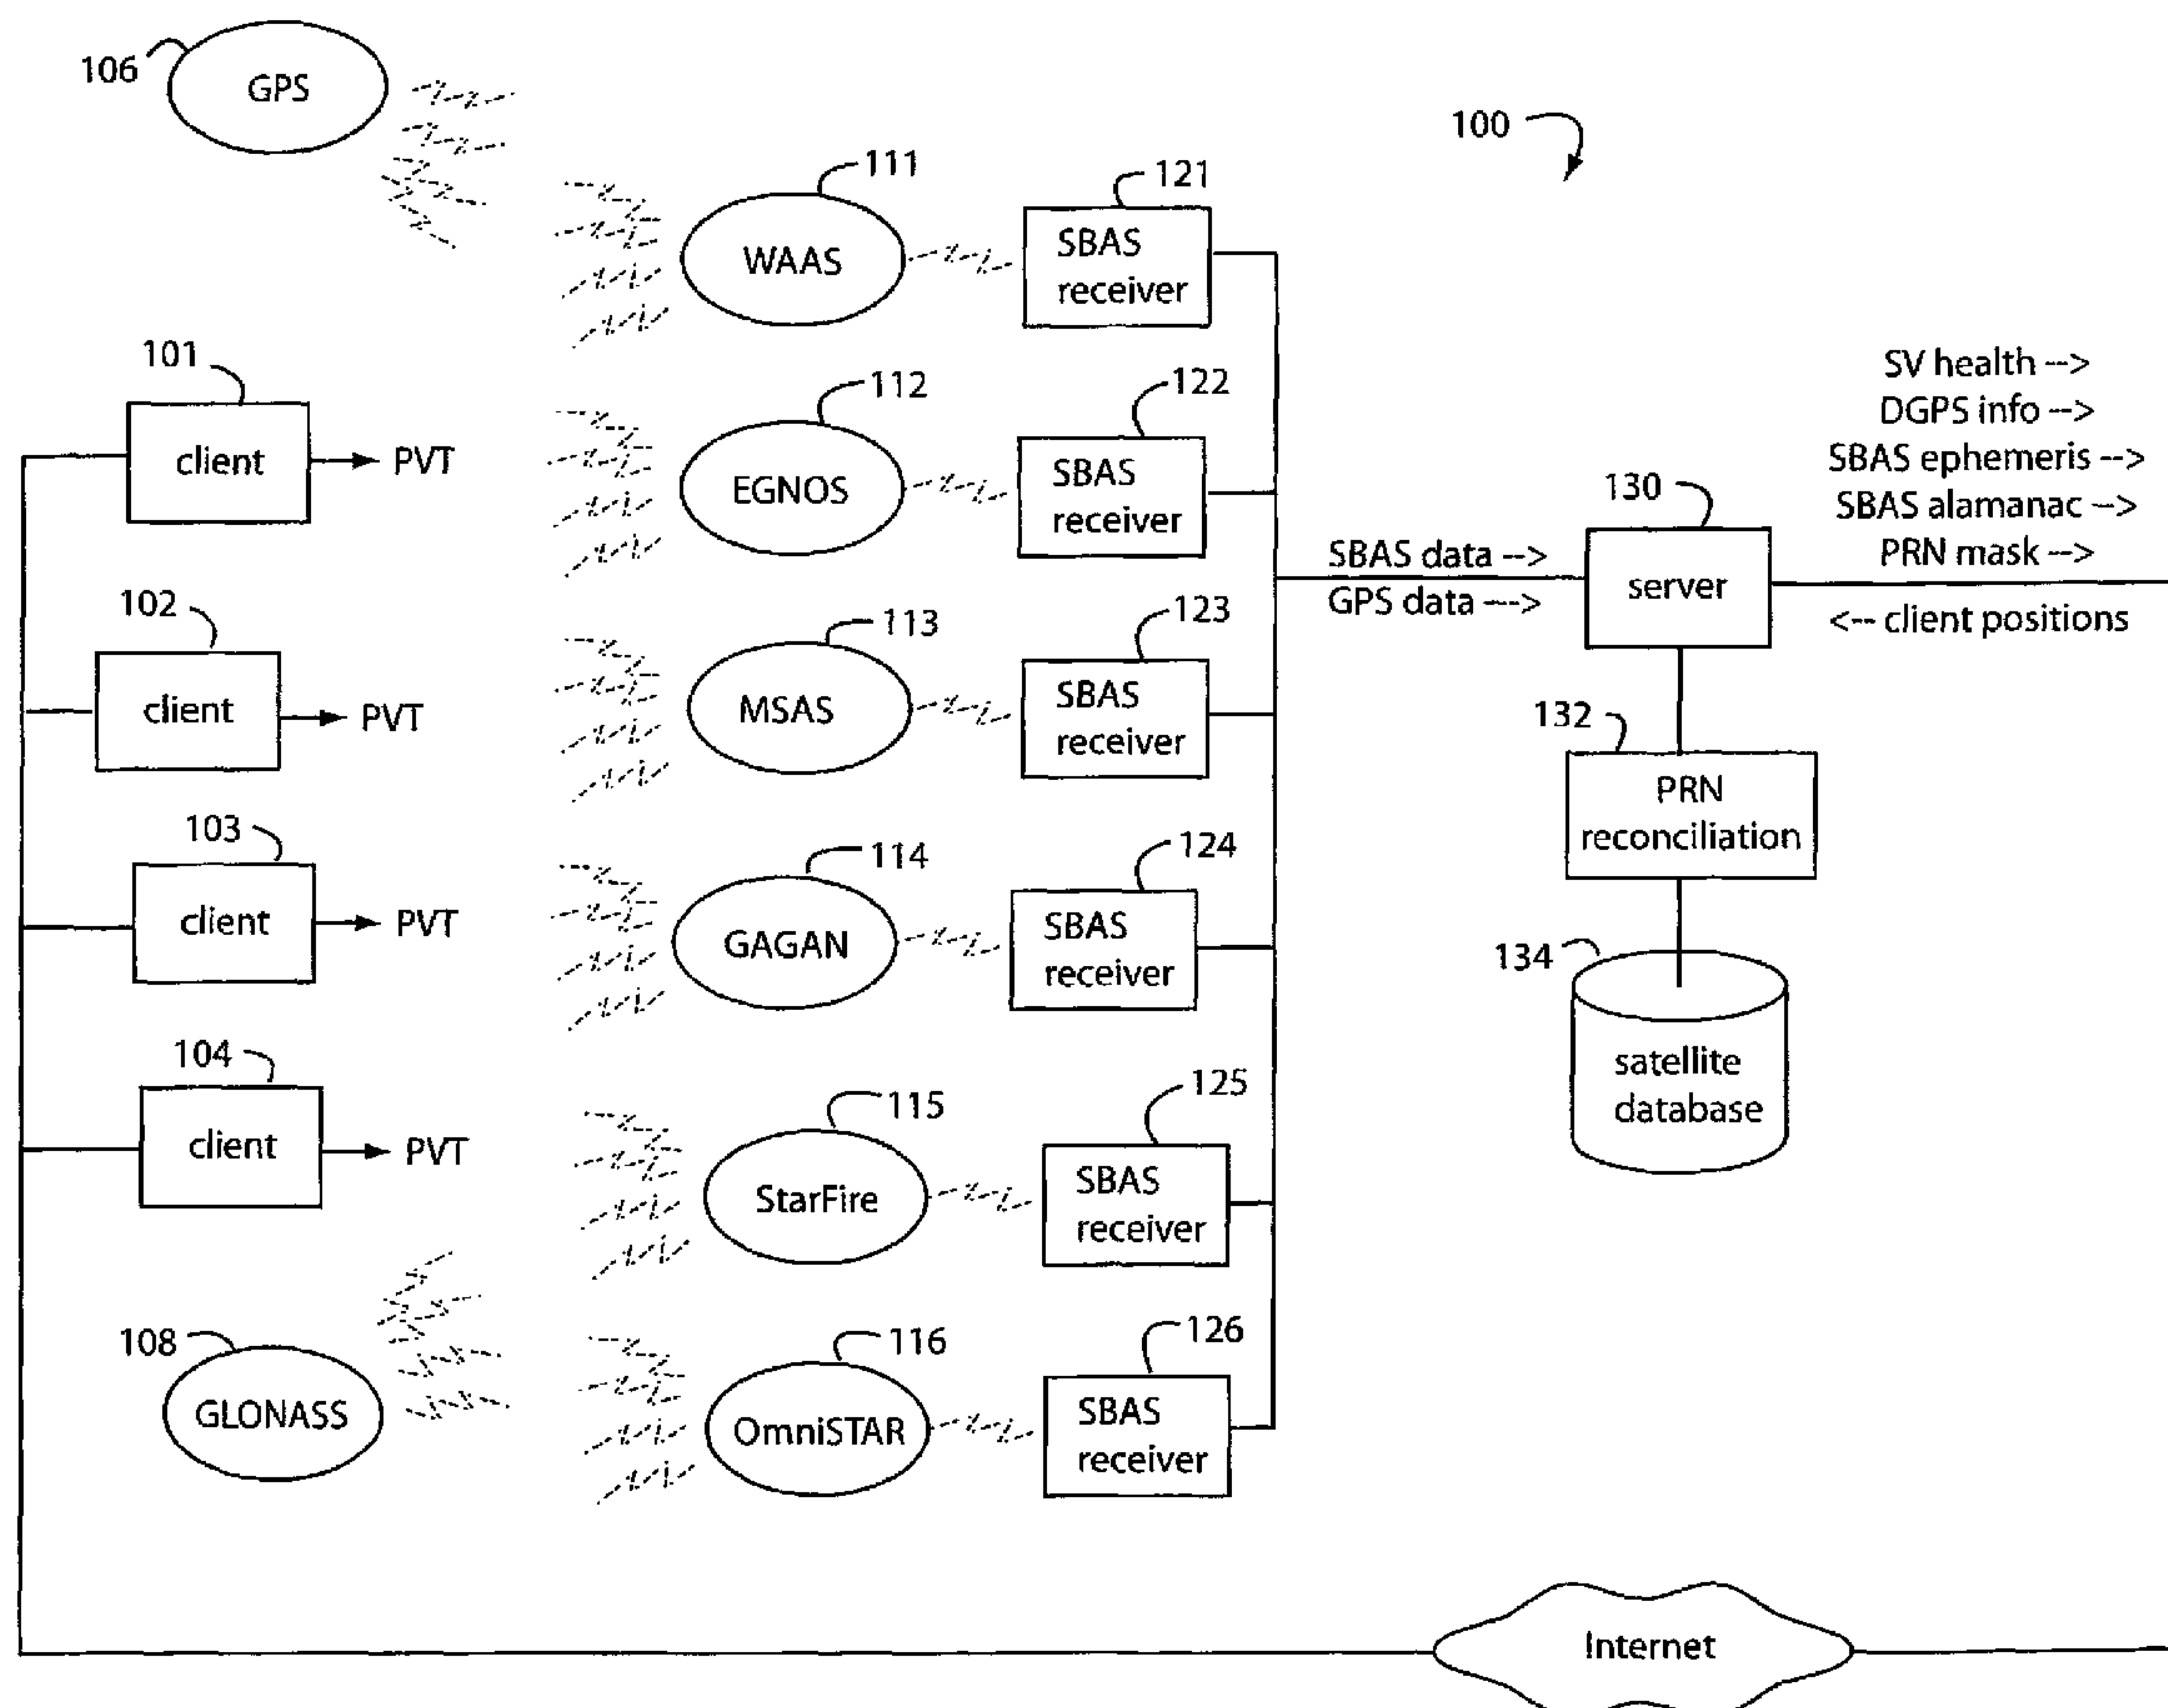 106
GPS
100
111
WAAS
121
SBAS
receiver
101
client
PVT
112
EGNOS
122
SBAS
receiver
SV health -->
DGPS info -->
SBAS ephemeris -->
SBAS alamanac -->
PRN mask -->
SBAS data -->
GPS data --->
130
server
<-- client positions
102
client
PVT
113
MSAS
123
SBAS
receiver
132
PRN
reconciliation
103
client
PVT
114
GAGAN
124
SBAS
receiver
134
satellite
database
104
client
PVT
115
StarFire
125
SBAS
receiver
108
GLONASS
116
OmniSTAR
126
SBAS
receiver
Internet